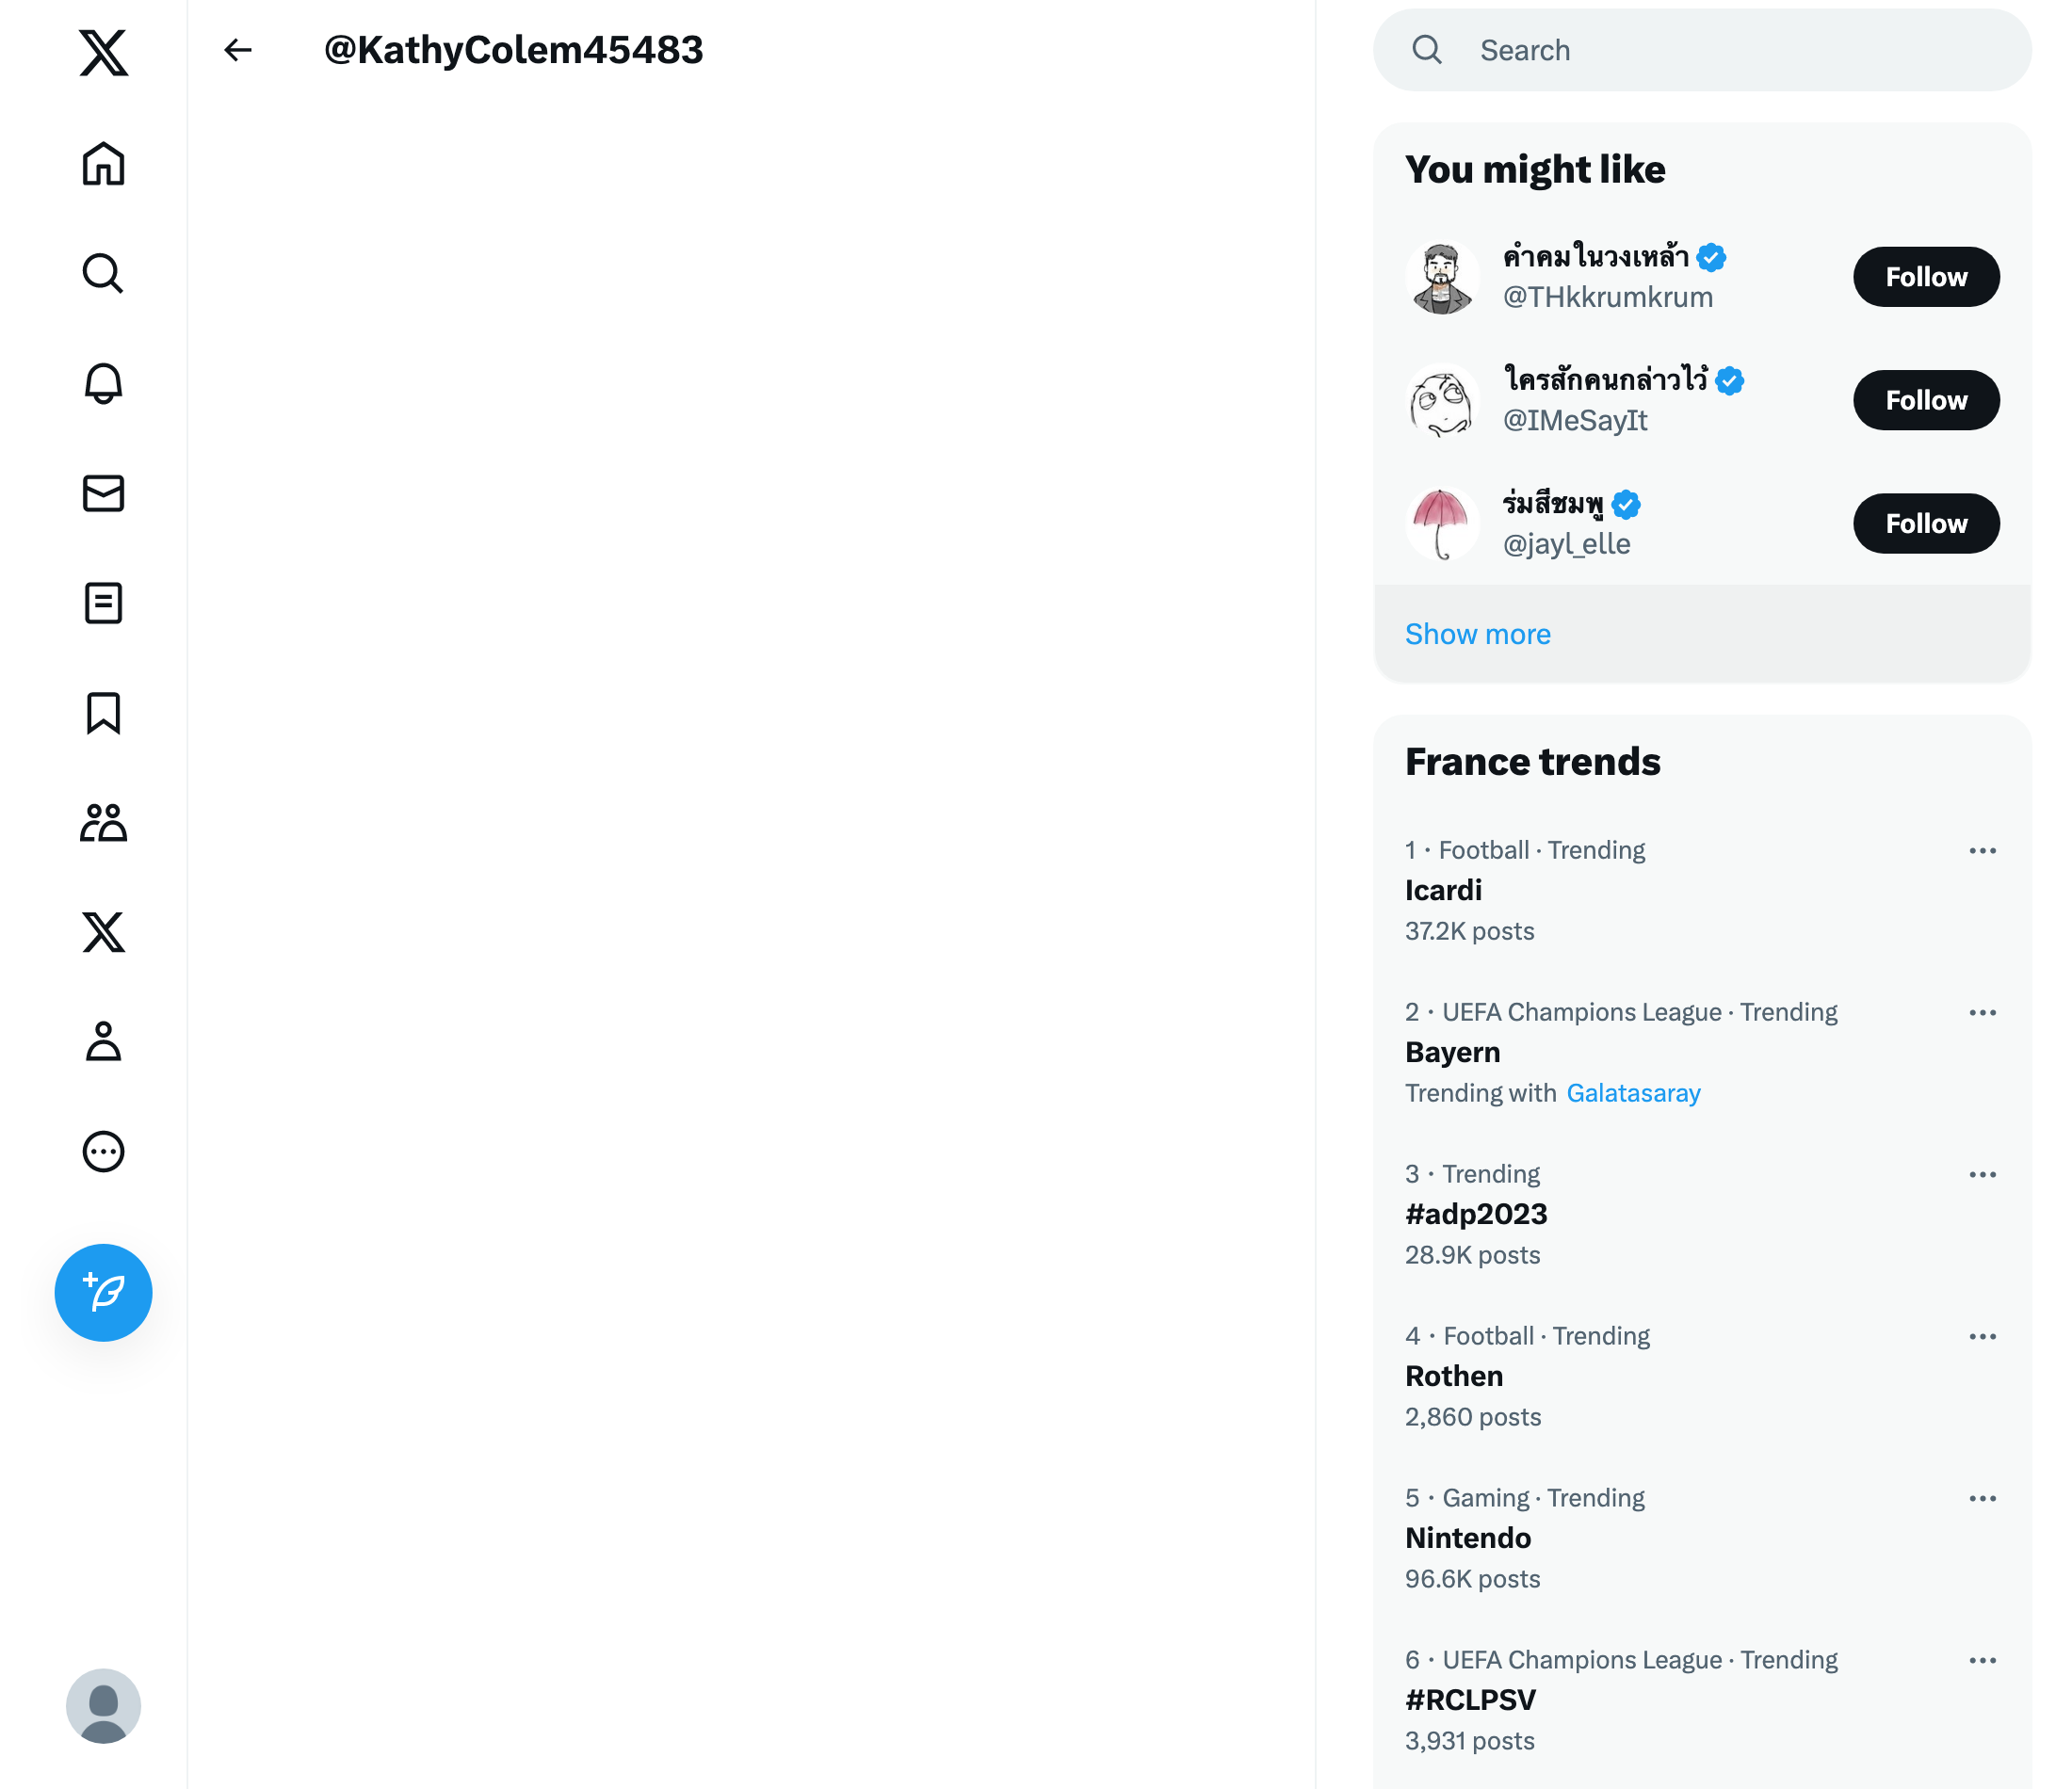 @KathyColem45483
Search
You might like
คำคมในวงเหล้า
@THkkrumkrum
Follow
ใครสักคนกล่าวไว้
@IMeSayIt
Follow
ร่มสีชมพู
@jayl_elle
Follow
Show more
France trends
1 · Football · Trending
Icardi
37.2K posts
2 · UEFA Champions League · Trending
Bayern
Trending with Galatasaray
3 · Trending
#adp2023
28.9K posts
4 · Football · Trending
Rothen
2,860 posts
5 · Gaming · Trending
Nintendo
96.6K posts
6 · UEFA Champions League · Trending
#RCLPSV
3,931 posts